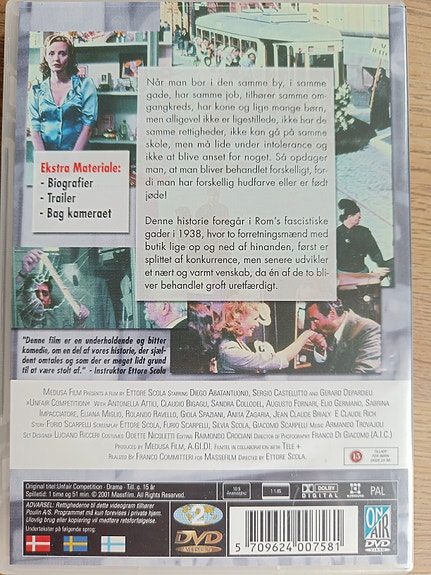 Når man bor i den samme by, i samme
gade, har samme job, tilhører samme om-
gangkreds, har kone og lige mange børn,
men alligevel ikke er ligestillede, ikke har de
samme rettigheder, ikke kan gå på samme
skole, men må lide under intolerance og
ikke at blive anset for noget. Så opdager
man, at man bliver behandlet forskelligt, for-
di man har forskellig hudfarve eller er født
jøde!
Denne historie foregår i Rom's fascistiske
gader i 1938, hvor to forretningsmænd med
butik lige op og ned af hinanden, først er
splittet af konkurrence, men senere udvikler
et nært og varmt venskab, da én af de to bli-
ver behandlet groft uretfærdigt.
Ekstra Materiale:
- Biografier
- Trailer
- Bag kameraet
"Denne film er en underholdende og bitter
komedie, om en del af vores historie, der sjæl-
dent omtales og som der er meget lidt grund
til at være stolt af." - Instruktør Ettore Scola
MEDUSA FILM PRESENTS A FILM BY ETTORE SCOLA STARRING DIEGO ABATANTUONO, SERGIO CASTELLITTO AND GERARD DEPARDIEU
«UNFAIR COMPETITION» WITH ANTONELLA ATTILI, CLAUDIO BIGAGLI, SANDRA COLLODEL, AUGUSTO FORNARI, ELIO GERMANO, SABRINA
IMPACCIATORE, ELIANA MIGLIO, ROLANDO RAVELLO, GIOIA SPAZIANI, ANITA ZAGARIA, JEAN CLAUDE BRIALY E CLAUDE RICH
STORY FURIO SCARPELLI SCREENPLAY ETTORE SCOLA, FURIO SCARPELLI, SILVIA SCOLA, GIACOMO SCARPELLI MUSIC ARMANDO TROVAJOLI
SET DESIGNER LUCIANO RICCERI COSTUMES ODETTE NICOLETTI EDITING RAIMONDO CROCIANI DIRECTOR OF PHOTOGRAPHY FRANCO DI GIACOMO (A.I.C.)
PRODUCED BY MEDUSA FILM, A.GI.DI. FILMED IN COLLABORATION WITH TELE +
REALIZED BY FRANCO COMMITTERI FOR MASSFILM DIRECTED BY ETTORE SCOLA.
15
Original titel: Unfair Competition · Drama · Till. o. 15 år
Spilletid: 1 time og 51 min. © 2001 Massfilm. All Rights Reserved
ADVARSEL: Rettighederne til dette videogram tilhører
Poulin A/S. Programmet må kun forevises i privat hjem.
Ulovlig brug eller kopiering vil medføre retsforfølgelse.
Undertekster på følgende sprog:
2
DVD
DOLBY
DIGITAL
PAL
5 709624 007581
ON
AIR
DVD
VIDEO